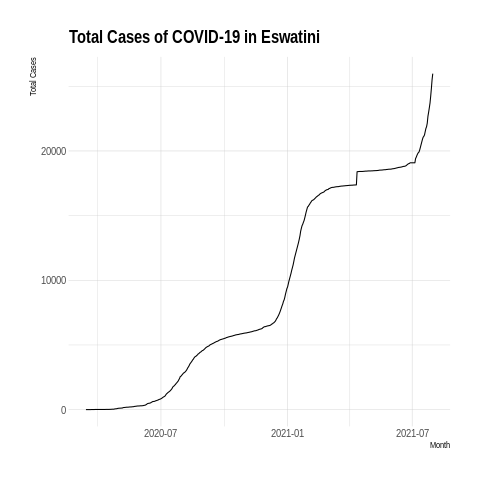 Total Cases of COVID-19 in Eswatini
Total Cases
20000
10000
0
2020-07
2021-01
2021-07
Month